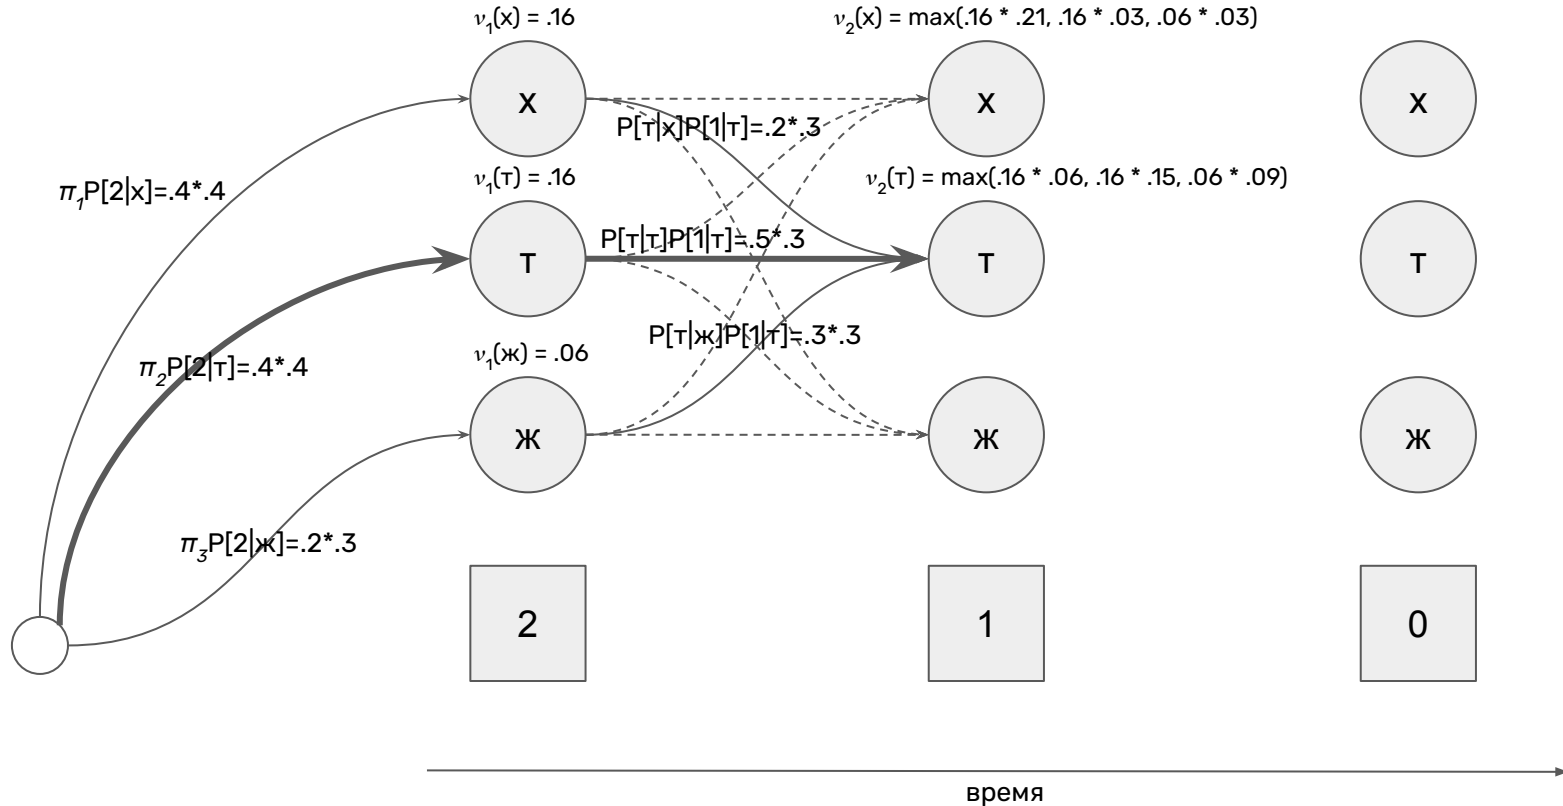 ν₁(х) = .16
ν₂(х) = max(.16 * .21, .16 * .03, .06 * .03)
х
х
х
P[т|х]P[1|т]=.2*.3
ν₁(т) = .16
ν₂(т) = max(.16 * .06, .16 * .15, .06 * .09)
π₁P[2|х]=.4*.4
P[т|т]P[1|т]=.5*.3
т
т
т
P[т|ж]P[1|т]=.3*.3
ν₁(ж) = .06
π₂P[2|т]=.4*.4
ж
ж
ж
π₃P[2|ж]=.2*.3
2
1
0
время